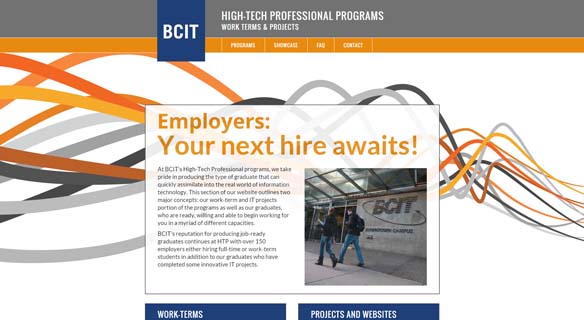 BCIT
HIGH-TECH PROFESSIONAL PROGRAMS
WORK TERMS & PROJECTS
PROGRAMS
SHOWCASE
FAQ
CONTACT
Employers:
Your next hire awaits!
At BCIT's High-Tech Professional programs, we take
pride in producing the type of graduate that can
quickly assimilate into the real world of information
technology. This section of our website outlines two
major concepts: our work-term and IT projects
portion of the programs as well as our graduates,
who are ready, willing and able to begin working for
you in a myriad of different capacities.
BCIT's reputation for producing job-ready
graduates continues at HTP with over 150
employers either hiring full-time or work-term
students in addition to our graduates who have
completed some innovative IT projects.
BCIT
DOWNTOWN CAMPUS
WORK-TERMS
PROJECTS AND WEBSITES